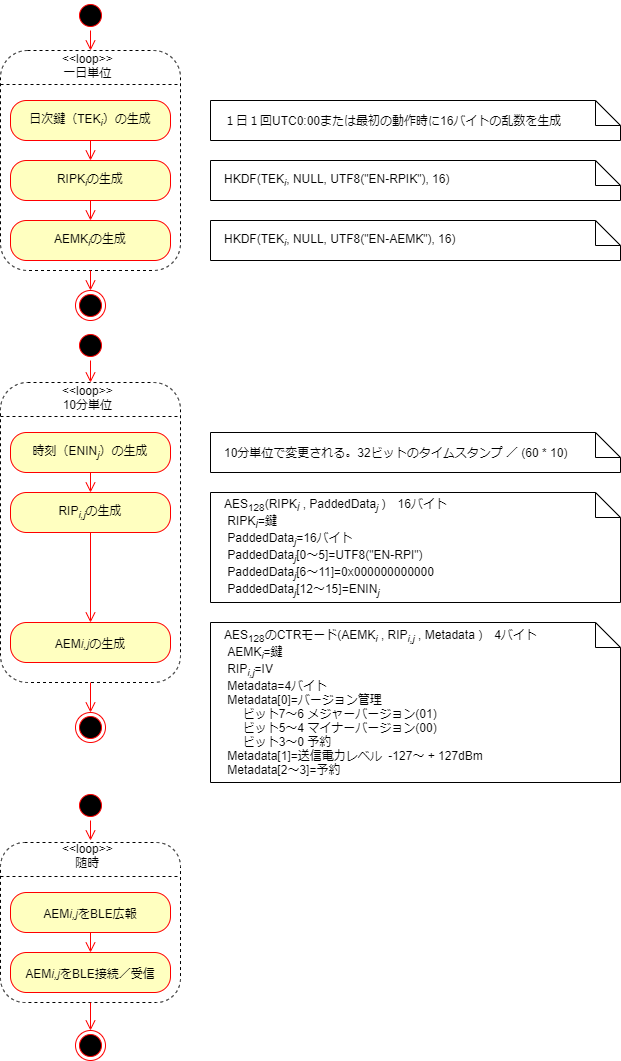 <<loop>>
一日単位
日次鍵（TEKi）の生成
１日１回UTC0:00または最初の動作時に16バイトの乱数を生成
RIPKiの生成
HKDF(TEKi, NULL, UTF8("EN-RPIK"), 16)
AEMKiの生成
HKDF(TEKi, NULL, UTF8("EN-AEMK"), 16)
<<loop>>
10分単位
時刻（ENINj）の生成
10分単位で変更される。32ビットのタイムスタンプ ／ (60 * 10)
RIPi,jの生成
AES128(RIPKi , PaddedDataj )　16バイト
RIPKi=鍵
PaddedDataj=16バイト
PaddedDataj[0～5]=UTF8("EN-RPI")
PaddedDataj[6～11]=0x000000000000
PaddedDataj[12～15]=ENINj
AEMi,jの生成
AES128のCTRモード(AEMKi , RIPi,j , Metadata )　4バイト
AEMKi=鍵
RIPi,j=IV
Metadata=4バイト
Metadata[0]=バージョン管理
ビット7～6 メジャーバージョン(01)
ビット5～4 マイナーバージョン(00)
ビット3～0 予約
Metadata[1]=送信電力レベル -127～ + 127dBm
Metadata[2～3]=予約
<<loop>>
随時
AEMi,jをBLE広報
AEMi,jをBLE接続／受信